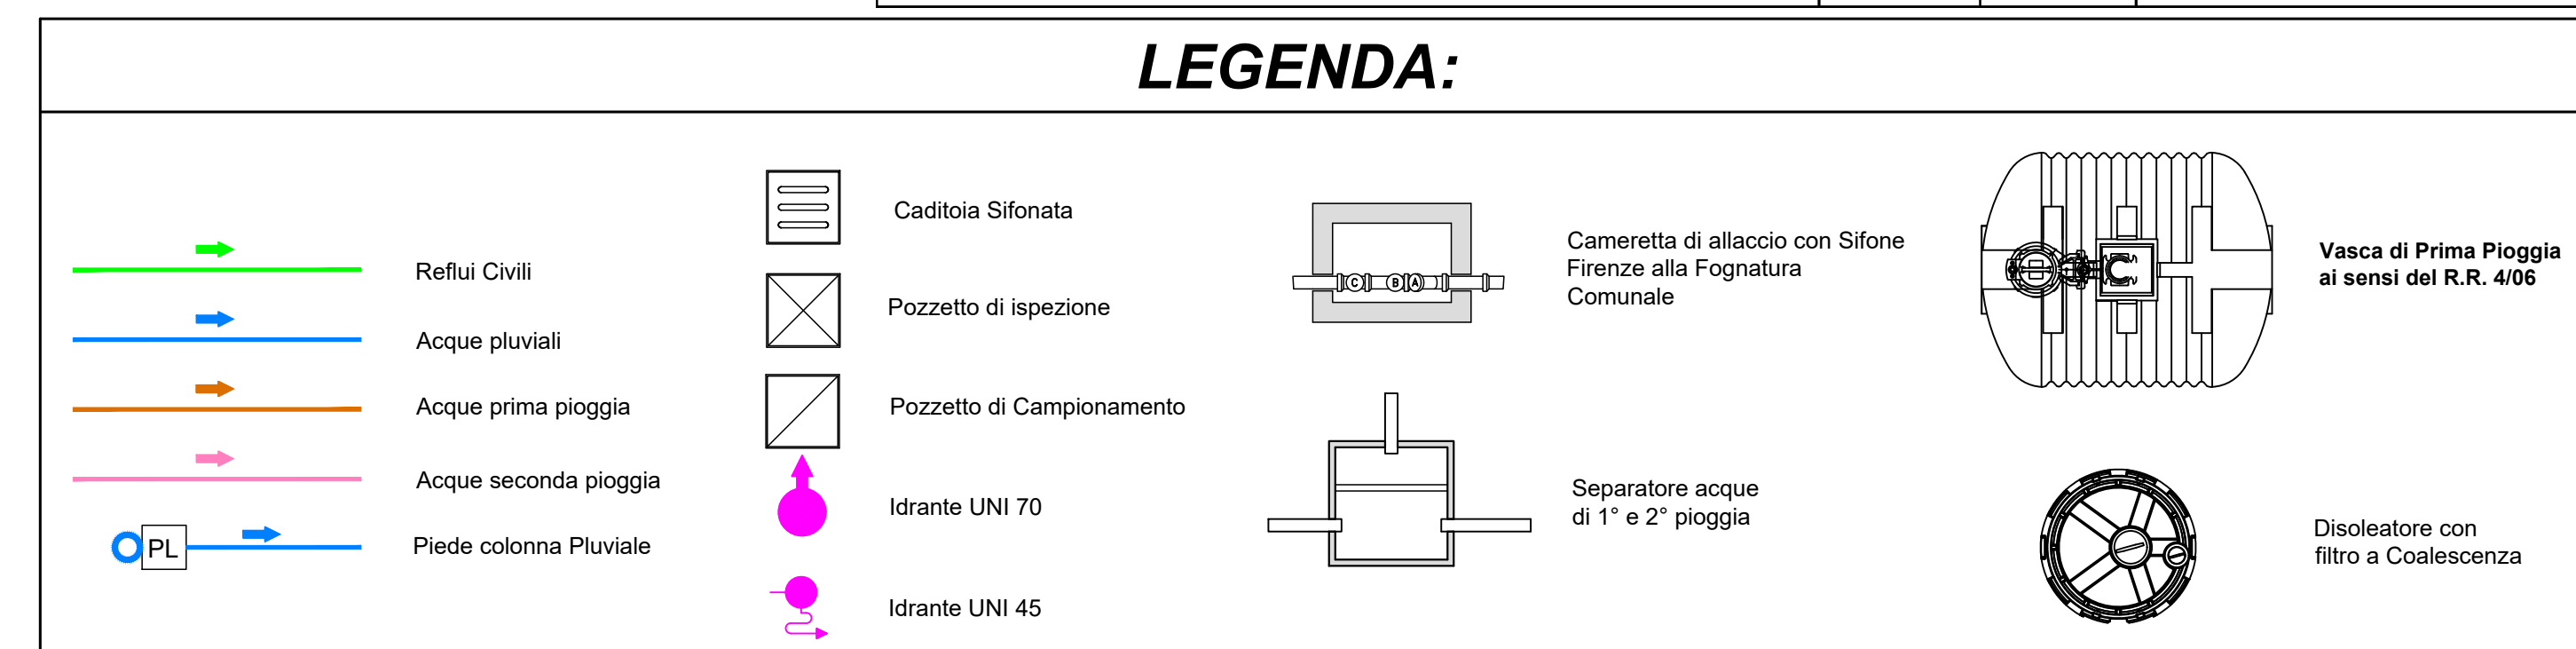 LEGENDA:
Reflui Civili
Acque pluviali
Acque prima pioggia
Acque seconda pioggia
PL
Piede colonna Pluviale
Caditoia Sifonata
Pozzetto di ispezione
Pozzetto di Campionamento
Idrante UNI 70
Idrante UNI 45
C B A
Cameretta di allaccio con Sifone
Firenze alla Fognatura
Comunale
Separatore acque
di 1° e 2° pioggia
Vasca di Prima Pioggia
ai sensi del R.R. 4/06
Disoleatore con
filtro a Coalescenza